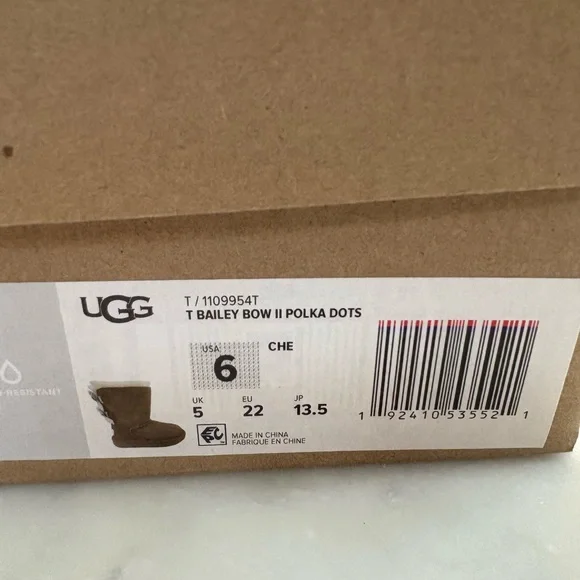 UGG
T / 1109954T
T BAILEY BOW II POLKA DOTS
USA
6
CHE
UK EU JP
5 22 13.5
MADE IN CHINA
FABRIQUE EN CHINE
1 92410 53552 1
RESISTANT